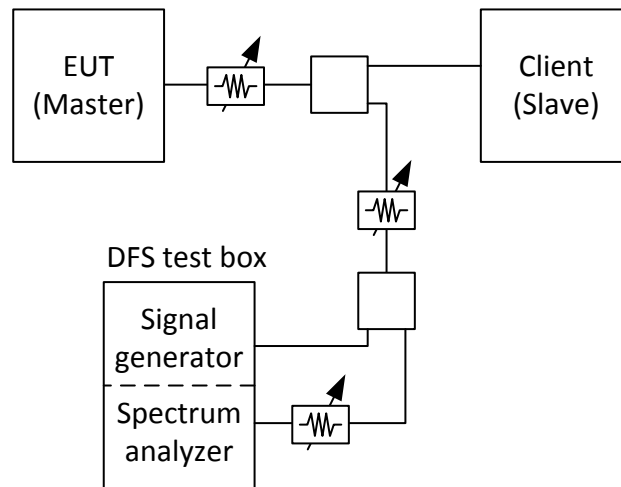 EUT
(Master)
Client
(Slave)
DFS test box
Signal
generator
Spectrum
analyzer